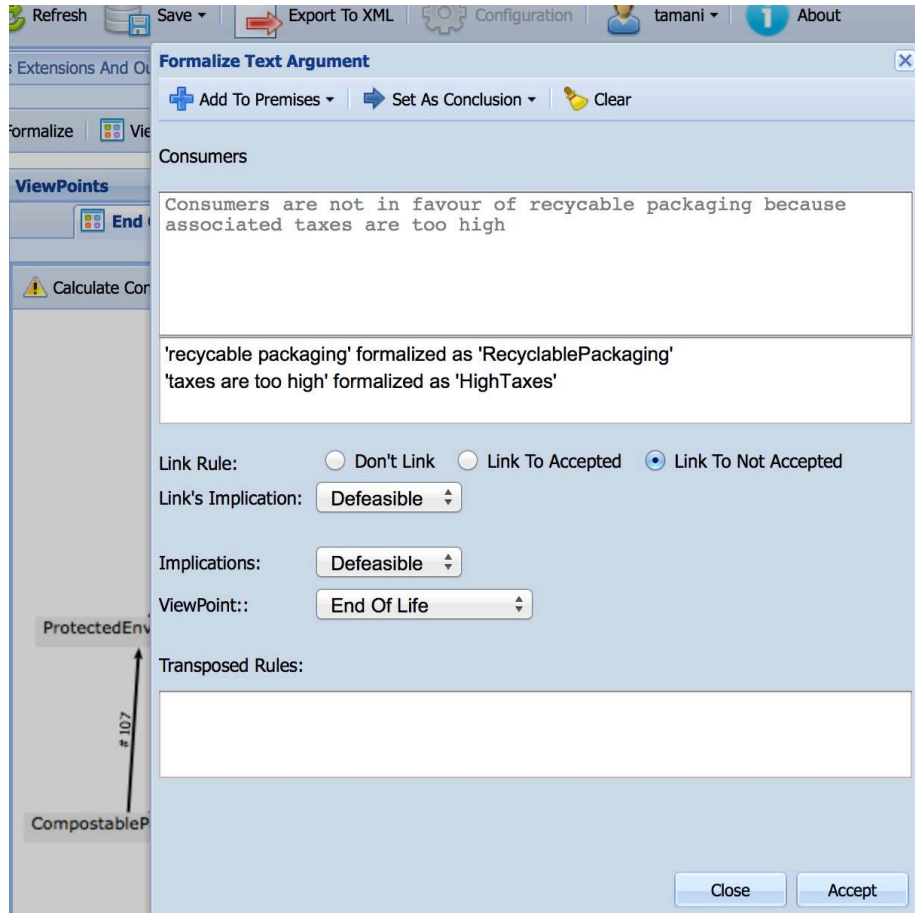 Refresh Save Export To XML Configuration tamani About
s Extensions And Ou
Formalize Text Argument
Add To Premises Set As Conclusion Clear
Formalize Vie
Consumers
ViewPoints
Consumers are not in favour of recycable packaging because
associated taxes are too high
End
Calculate Con
'recycable packaging' formalized as 'RecyclablePackaging'
'taxes are too high' formalized as 'HighTaxes'
Link Rule: Don't Link Link To Accepted Link To Not Accepted
Link's Implication: Defeasible
Implications: Defeasible
ViewPoint:: End Of Life
ProtectedEnv
Transposed Rules:
# 107
CompostableP
Close Accept